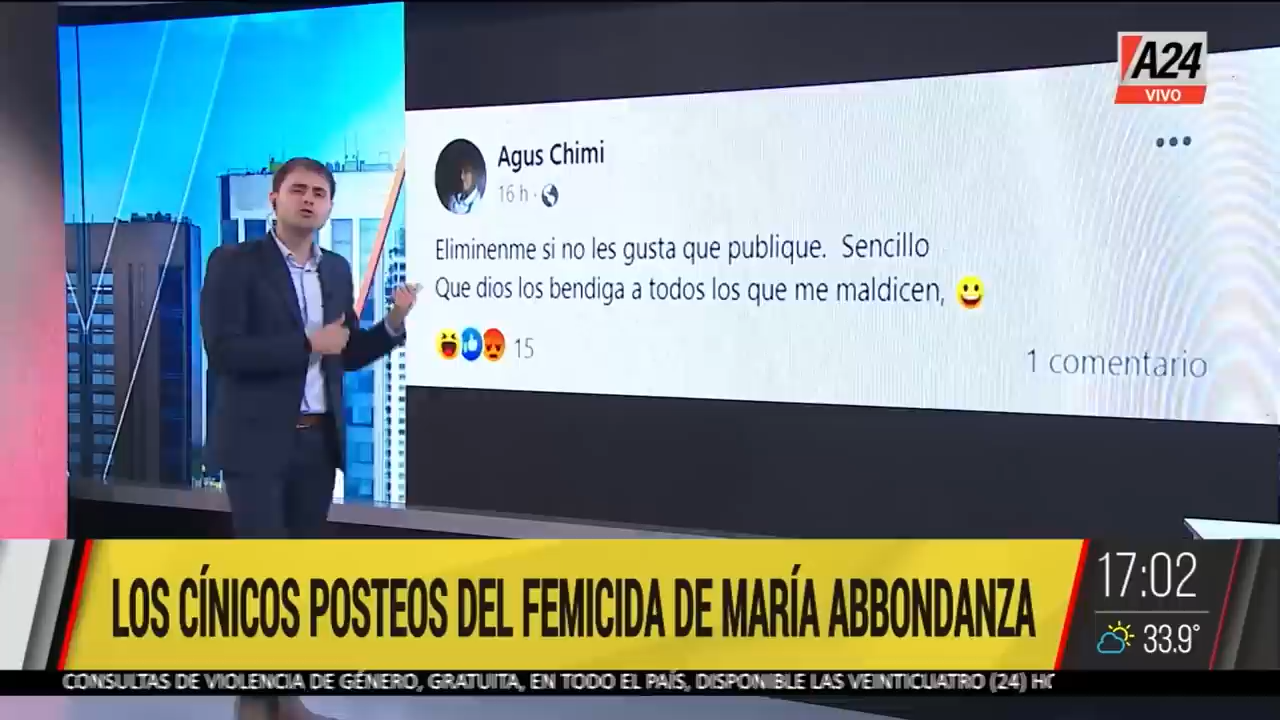 A24
VIVO
Agus Chimi
16 h ·
Eliminenme si no les gusta que publique. Sencillo
Que dios los bendiga a todos los que me maldicen, 😀
15
1 comentario
LOS CÍNICOS POSTEOS DEL FEMICIDA DE MARÍA ABBONDANZA
17:02
33.9°
CONSULTAS DE VIOLENCIA DE GÉNERO, GRATUITA, EN TODO EL PAÍS, DISPONIBLE LAS VEINTICUATRO (24) HO